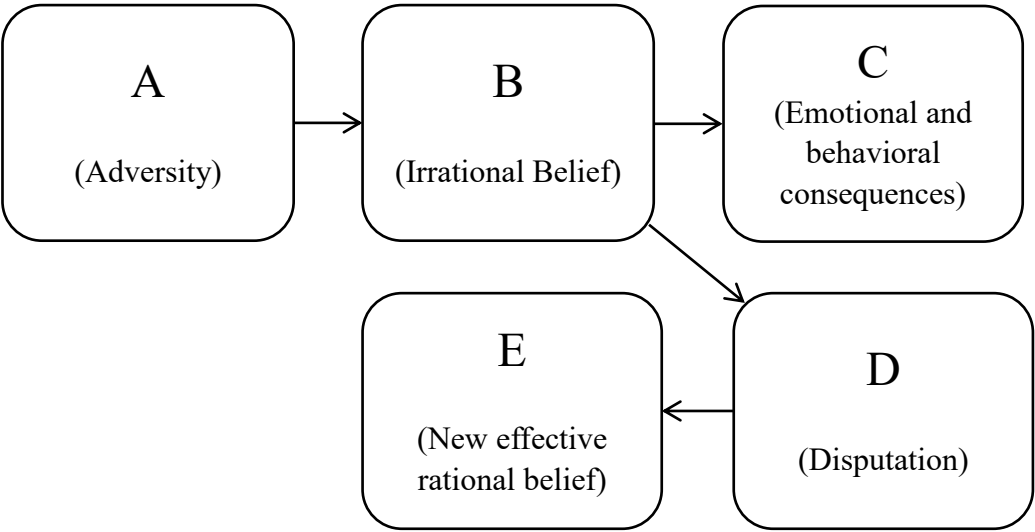 A
(Adversity)
B
(Irrational Belief)
C
(Emotional and
behavioral
consequences)
D
(Disputation)
E
(New effective
rational belief)